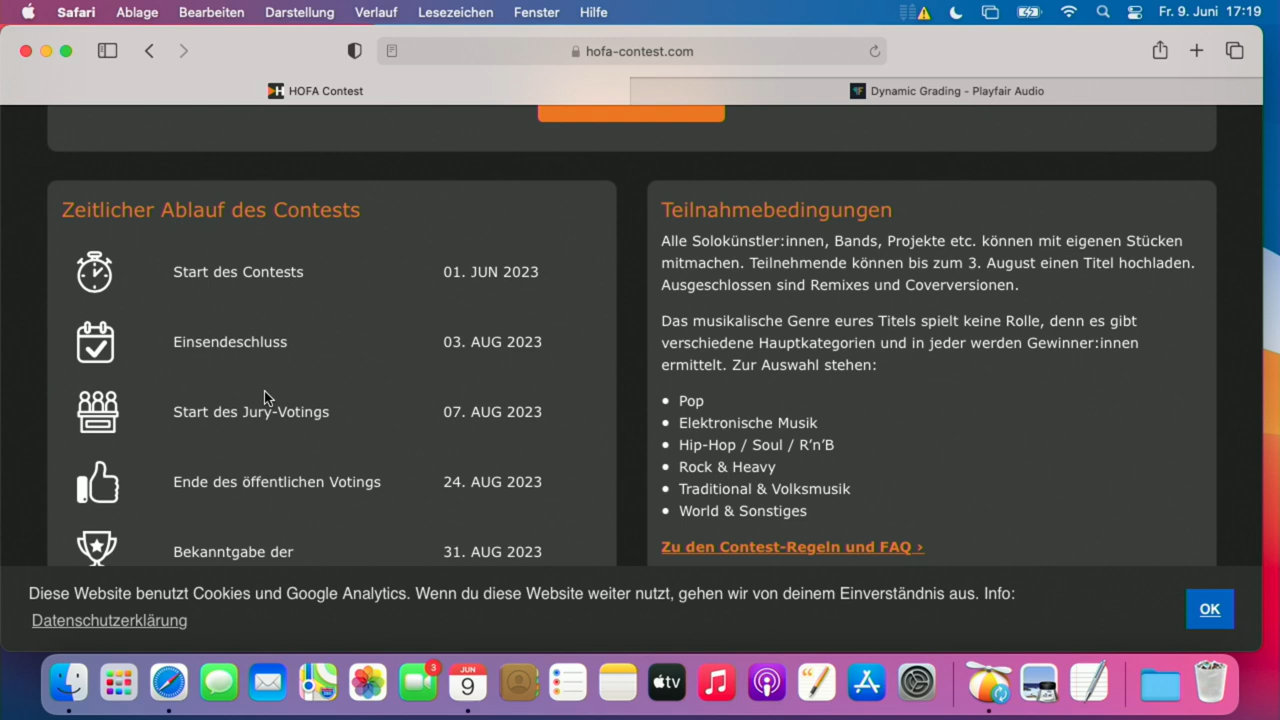 Safari Ablage Bearbeiten Darstellung Verlauf Lesezeichen Fenster Hilfe Fr. 9. Juni 17:19
hofa-contest.com
HOFA Contest
Dynamic Grading - Playfair Audio
Zeitlicher Ablauf des Contests
Start des Contests 01. JUN 2023
Einsendeschluss 03. AUG 2023
Start des Jury-Votings 07. AUG 2023
Ende des öffentlichen Votings 24. AUG 2023
Bekanntgabe der 31. AUG 2023
Teilnahmebedingungen
Alle Solokünstler:innen, Bands, Projekte etc. können mit eigenen Stücken
mitmachen. Teilnehmende können bis zum 3. August einen Titel hochladen.
Ausgeschlossen sind Remixes und Coverversionen.
Das musikalische Genre eures Titels spielt keine Rolle, denn es gibt
verschiedene Hauptkategorien und in jeder werden Gewinner:innen
ermittelt. Zur Auswahl stehen:
• Pop
• Elektronische Musik
• Hip-Hop / Soul / R’n’B
• Rock & Heavy
• Traditional & Volksmusik
• World & Sonstiges
Zu den Contest-Regeln und FAQ ›
Diese Website benutzt Cookies und Google Analytics. Wenn du diese Website weiter nutzt, gehen wir von deinem Einverständnis aus. Info:
Datenschutzerklärung
OK
3
JUN
9
tv